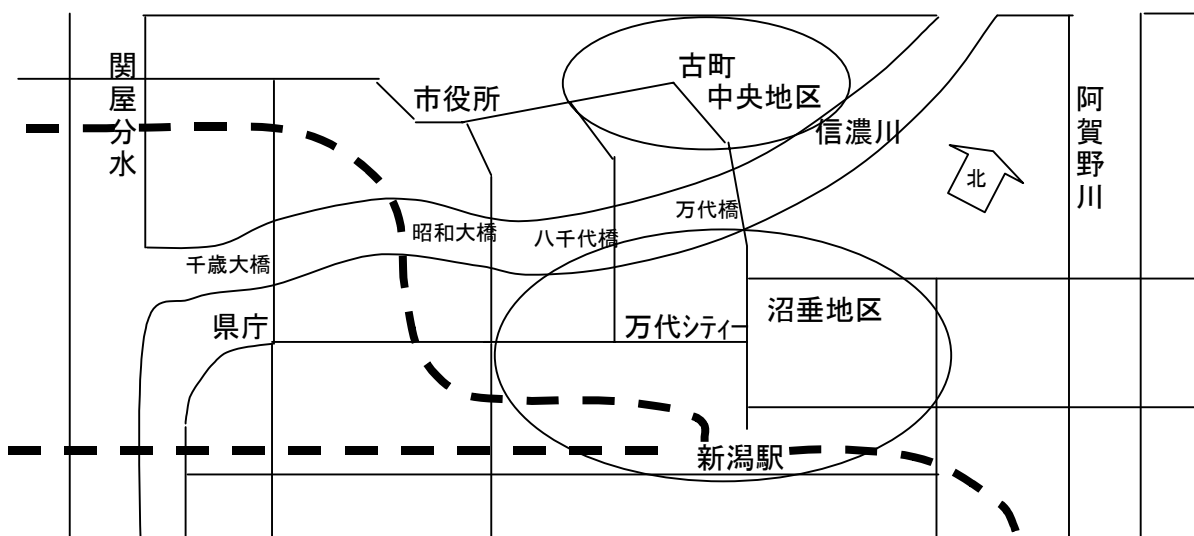 関屋分水
市役所
古町
中央地区
信濃川
阿賀野川
北
万代橋
昭和大橋
八千代橋
千歳大橋
県庁
万代シティー
沼垂地区
新潟駅